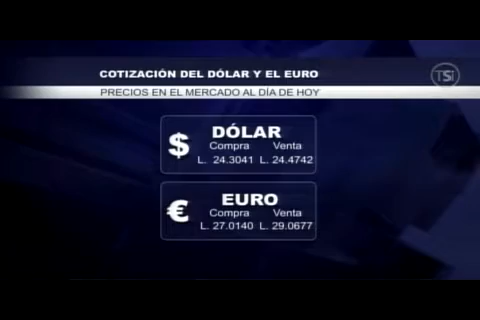 COTIZACIÓN DEL DÓLAR Y EL EURO
TSi
PRECIOS EN EL MERCADO AL DÍA DE HOY
$ DÓLAR
Compra Venta
L. 24.3041 L. 24.4742
€ EURO
Compra Venta
L. 27.0140 L. 29.0677